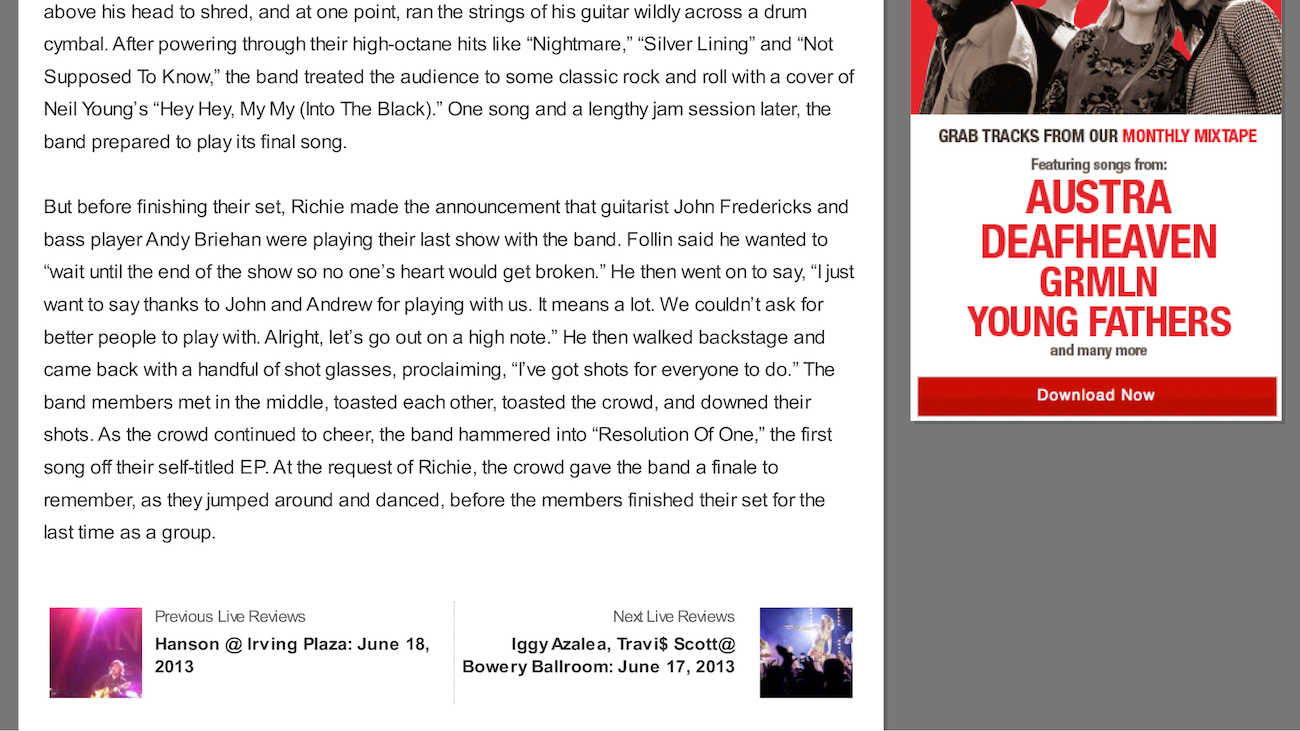 above his head to shred, and at one point, ran the strings of his guitar wildly across a drum
cymbal. After powering through their high-octane hits like “Nightmare,” “Silver Lining” and “Not
Supposed To Know,” the band treated the audience to some classic rock and roll with a cover of
Neil Young’s “Hey Hey, My My (Into The Black).” One song and a lengthy jam session later, the
band prepared to play its final song.
But before finishing their set, Richie made the announcement that guitarist John Fredericks and
bass player Andy Briehan were playing their last show with the band. Follin said he wanted to
“wait until the end of the show so no one’s heart would get broken.” He then went on to say, “I just
want to say thanks to John and Andrew for playing with us. It means a lot. We couldn’t ask for
better people to play with. Alright, let’s go out on a high note.” He then walked backstage and
came back with a handful of shot glasses, proclaiming, “I’ve got shots for everyone to do.” The
band members met in the middle, toasted each other, toasted the crowd, and downed their
shots. As the crowd continued to cheer, the band hammered into “Resolution Of One,” the first
song off their self-titled EP. At the request of Richie, the crowd gave the band a finale to
remember, as they jumped around and danced, before the members finished their set for the
last time as a group.
Previous Live Reviews
Hanson @ Irving Plaza: June 18,
2013
Next Live Reviews
Iggy Azalea, Travi$ Scott@
Bowery Ballroom: June 17, 2013
GRAB TRACKS FROM OUR MONTHLY MIXTAPE
Featuring songs from:
AUSTRA
DEAFHEAVEN
GRMLN
YOUNG FATHERS
and many more
Download Now